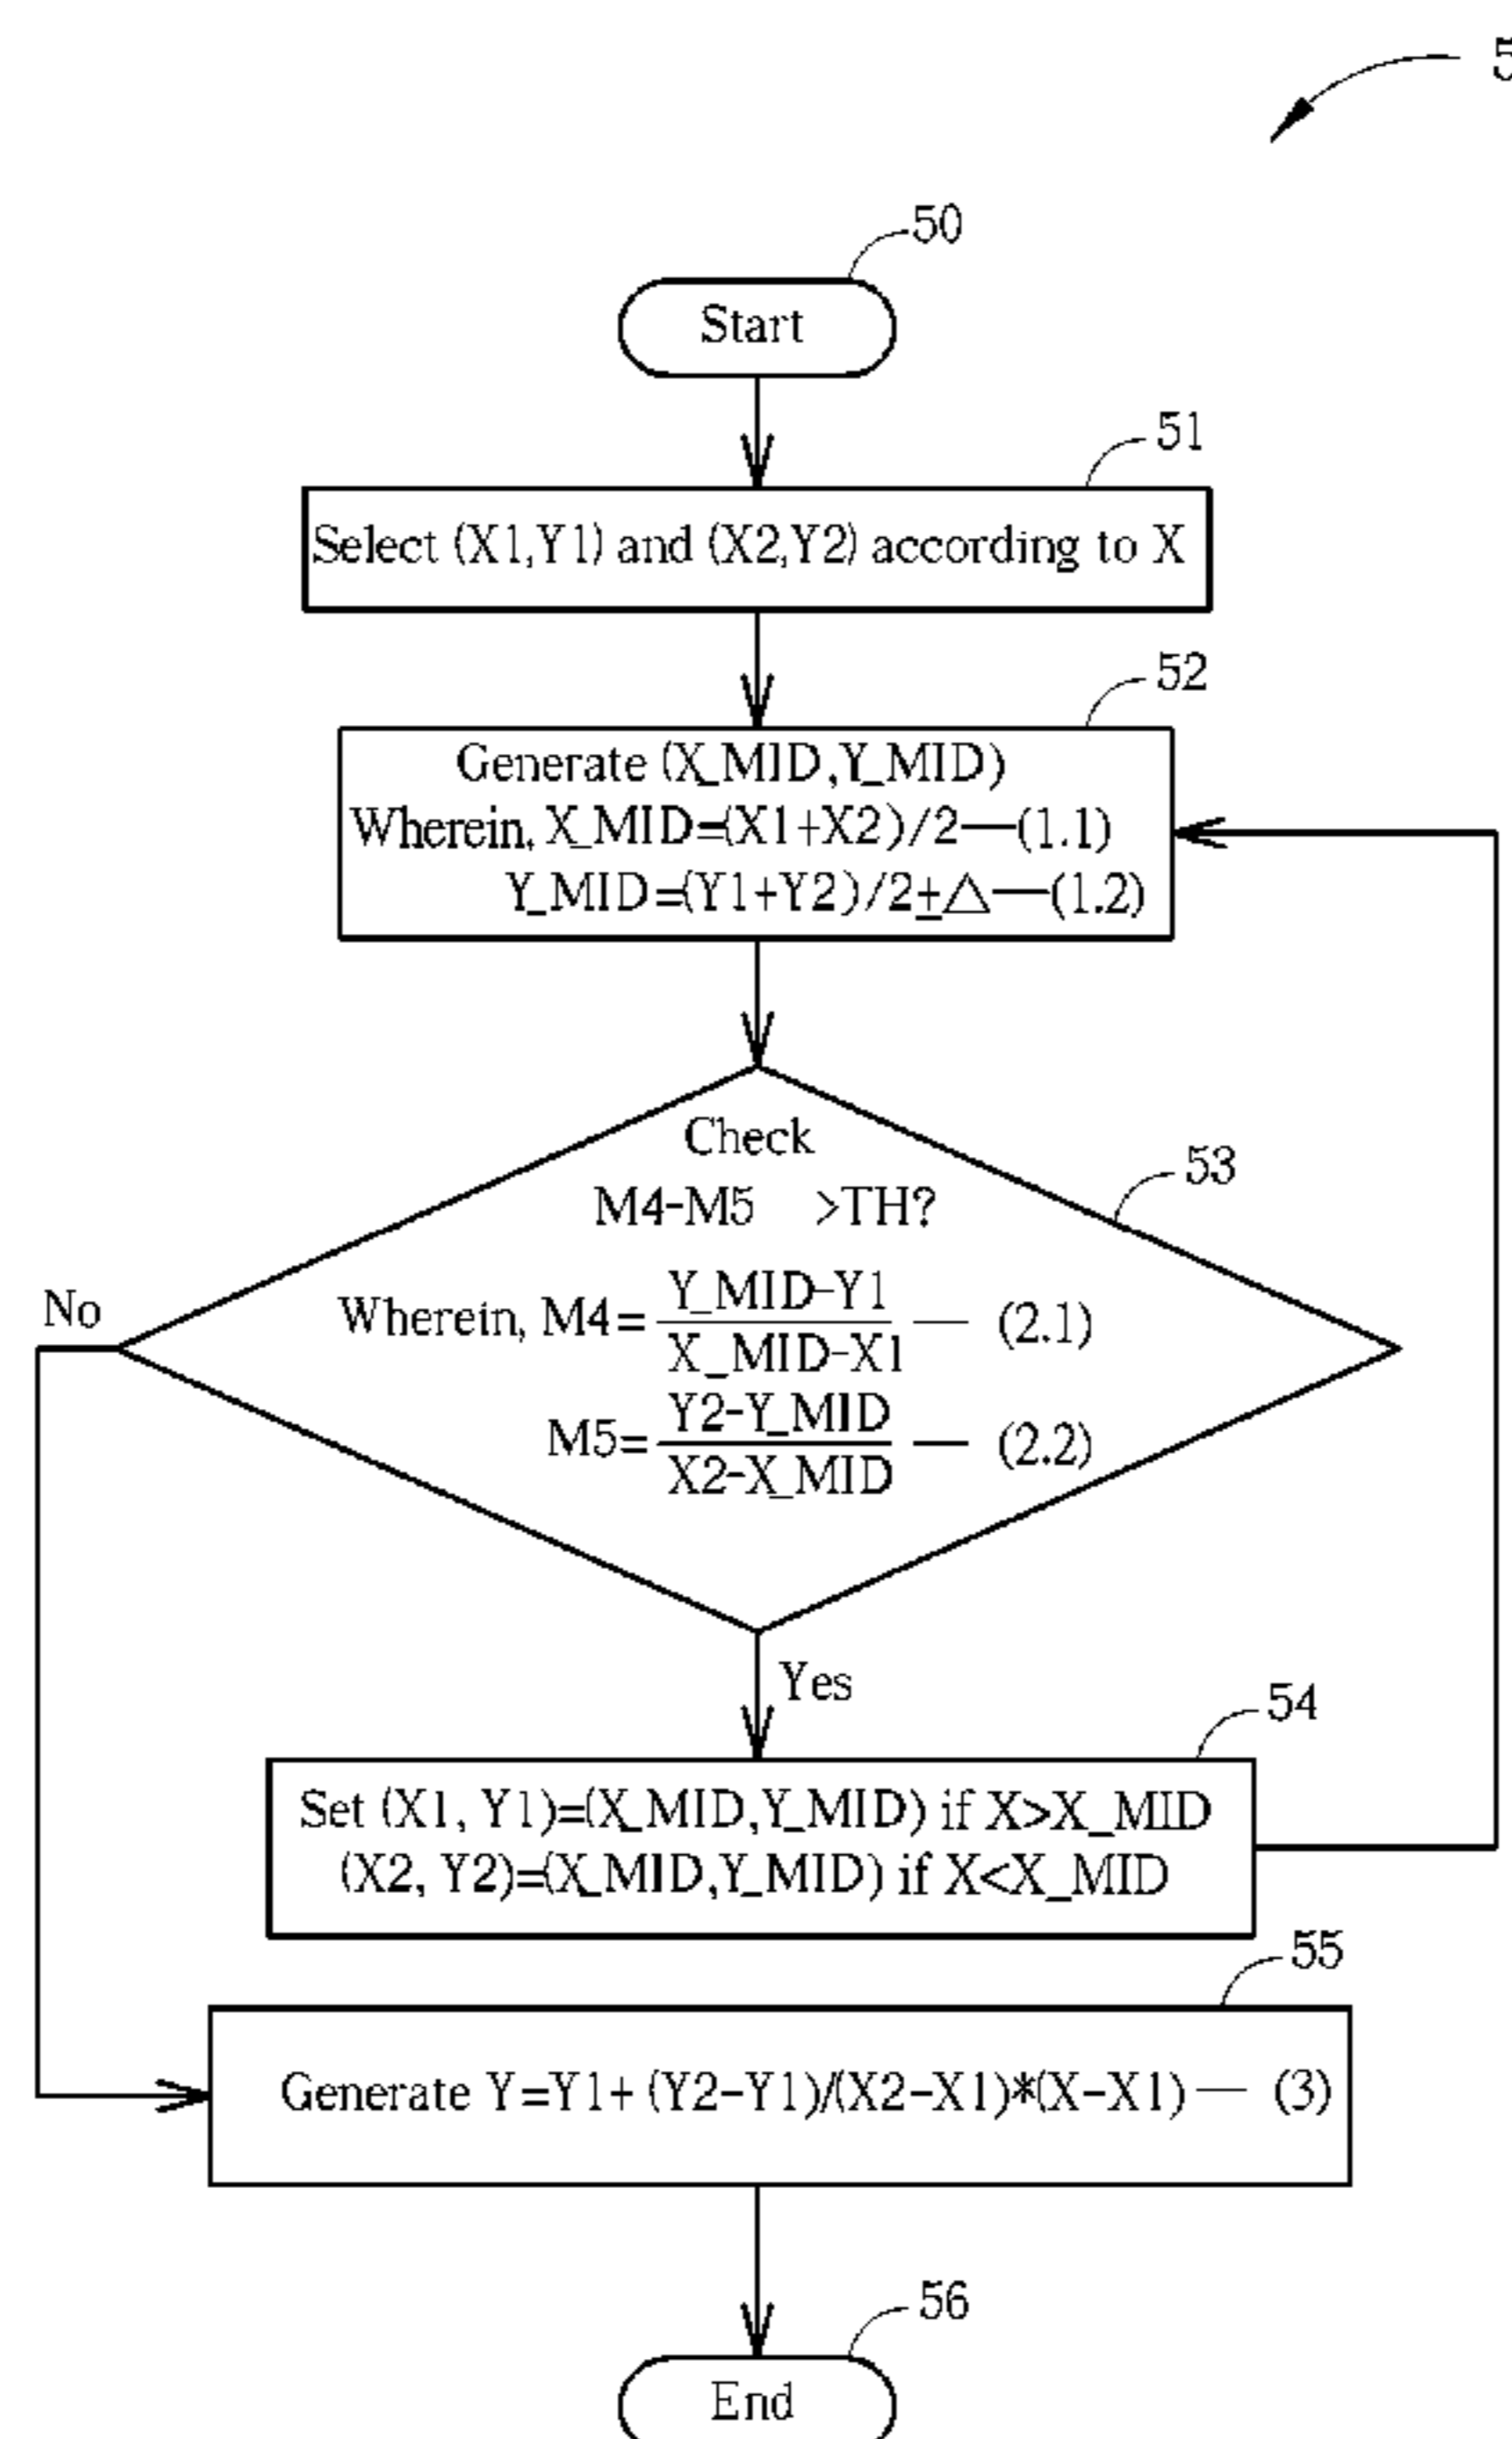 5
50
Start
51
Select (X1,Y1) and (X2,Y2) according to X
52
Generate (X_MID,Y_MID)
Wherein, X_MID=(X1+X2)/2—(1.1)
Y_MID=(Y1+Y2)/2±△—(1.2)
53
Check
M4-M5 >TH?
No
Wherein, M4= Y_MID-Y1 / X_MID-X1 — (2.1)
M5= Y2-Y_MID / X2-X_MID — (2.2)
Yes
54
Set (X1, Y1)=(X_MID,Y_MID) if X>X_MID
(X2, Y2)=(X_MID,Y_MID) if X<X_MID
55
Generate Y=Y1+ (Y2-Y1)/(X2-X1)*(X-X1) — (3)
56
End